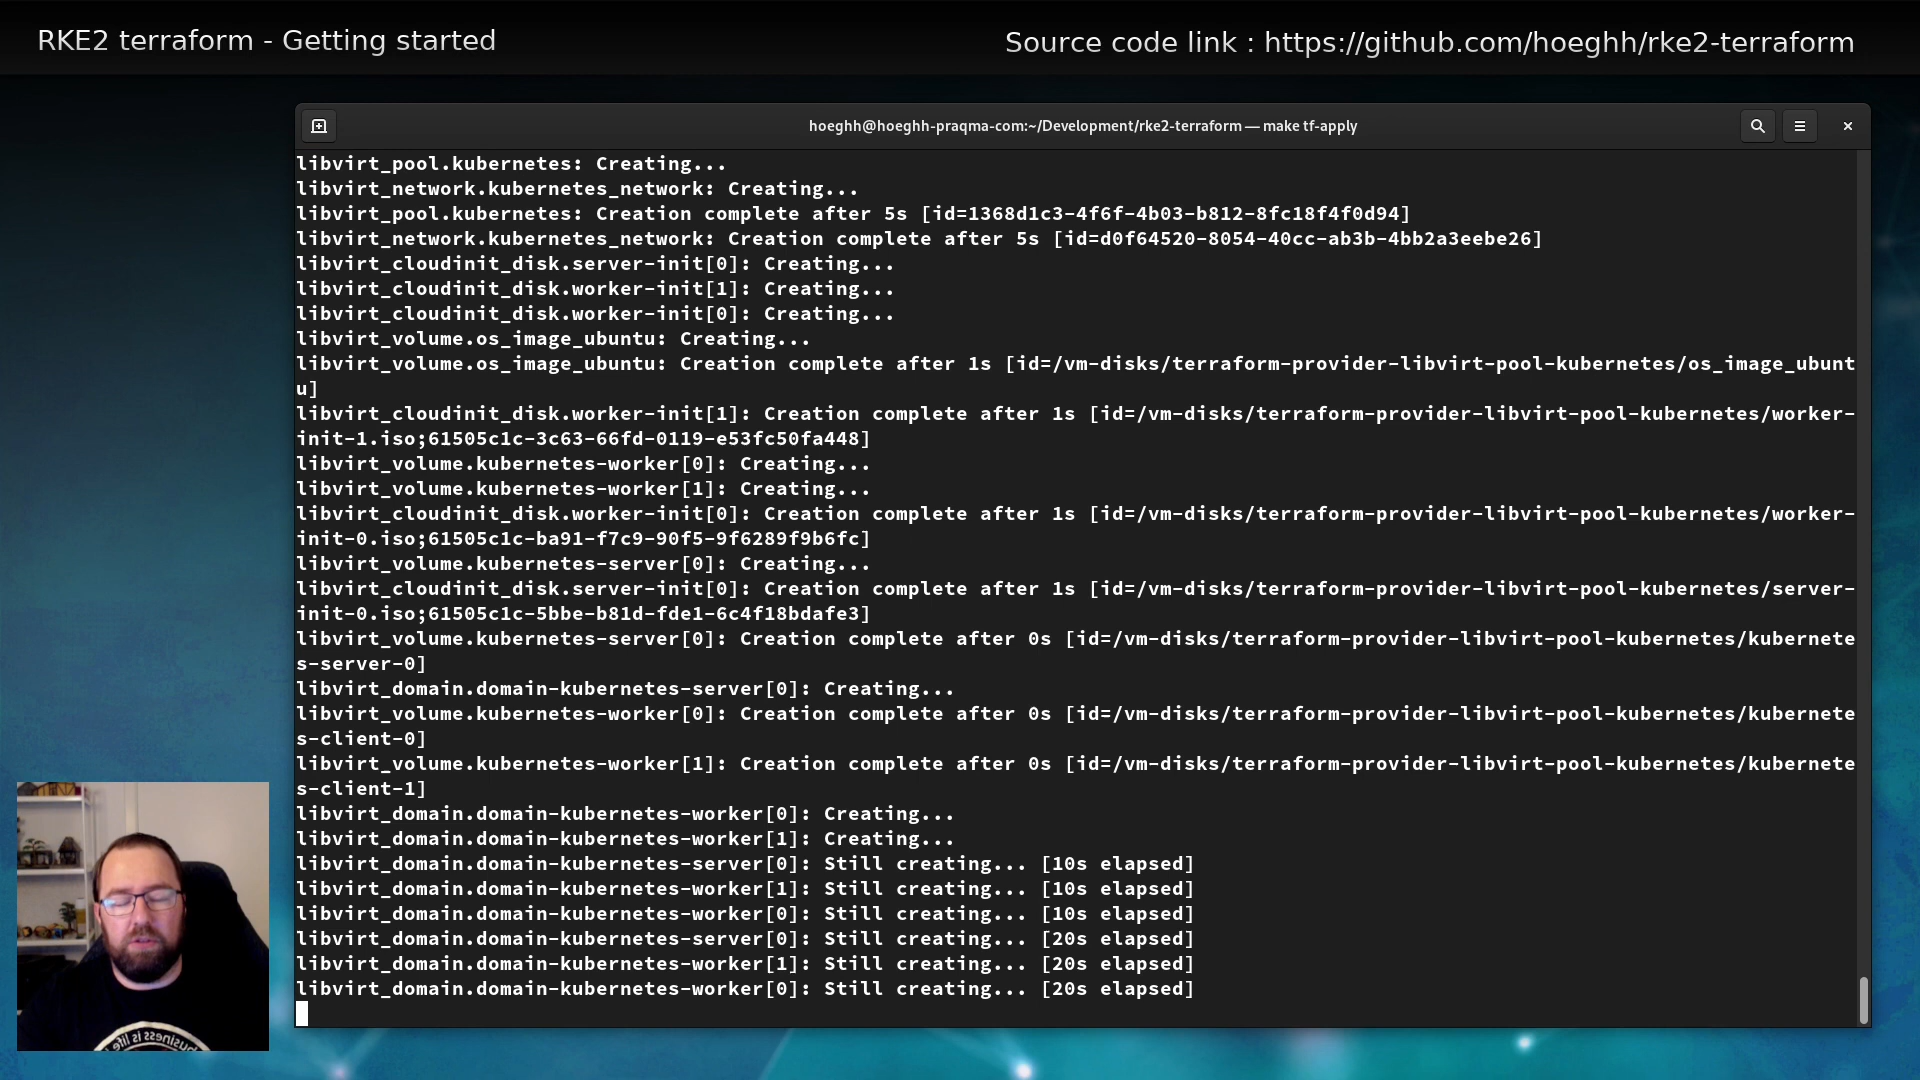 RKE2 terraform - Getting started
Source code link : https://github.com/hoeghh/rke2-terraform
hoeghh@hoeghh-praqma-com:~/Development/rke2-terraform — make tf-apply
libvirt_pool.kubernetes: Creating...
libvirt_network.kubernetes_network: Creating...
libvirt_pool.kubernetes: Creation complete after 5s [id=1368d1c3-4f6f-4b03-b812-8fc18f4f0d94]
libvirt_network.kubernetes_network: Creation complete after 5s [id=d0f64520-8054-40cc-ab3b-4bb2a3eebe26]
libvirt_cloudinit_disk.server-init[0]: Creating...
libvirt_cloudinit_disk.worker-init[1]: Creating...
libvirt_cloudinit_disk.worker-init[0]: Creating...
libvirt_volume.os_image_ubuntu: Creating...
libvirt_volume.os_image_ubuntu: Creation complete after 1s [id=/vm-disks/terraform-provider-libvirt-pool-kubernetes/os_image_ubunt
u]
libvirt_cloudinit_disk.worker-init[1]: Creation complete after 1s [id=/vm-disks/terraform-provider-libvirt-pool-kubernetes/worker-
init-1.iso;61505c1c-3c63-66fd-0119-e53fc50fa448]
libvirt_volume.kubernetes-worker[0]: Creating...
libvirt_volume.kubernetes-worker[1]: Creating...
libvirt_cloudinit_disk.worker-init[0]: Creation complete after 1s [id=/vm-disks/terraform-provider-libvirt-pool-kubernetes/worker-
init-0.iso;61505c1c-ba91-f7c9-90f5-9f6289f9b6fc]
libvirt_volume.kubernetes-server[0]: Creating...
libvirt_cloudinit_disk.server-init[0]: Creation complete after 1s [id=/vm-disks/terraform-provider-libvirt-pool-kubernetes/server-
init-0.iso;61505c1c-5bbe-b81d-fde1-6c4f18bdafe3]
libvirt_volume.kubernetes-server[0]: Creation complete after 0s [id=/vm-disks/terraform-provider-libvirt-pool-kubernetes/kubernete
s-server-0]
libvirt_domain.domain-kubernetes-server[0]: Creating...
libvirt_volume.kubernetes-worker[0]: Creation complete after 0s [id=/vm-disks/terraform-provider-libvirt-pool-kubernetes/kubernete
s-client-0]
libvirt_volume.kubernetes-worker[1]: Creation complete after 0s [id=/vm-disks/terraform-provider-libvirt-pool-kubernetes/kubernete
s-client-1]
libvirt_domain.domain-kubernetes-worker[0]: Creating...
libvirt_domain.domain-kubernetes-worker[1]: Creating...
libvirt_domain.domain-kubernetes-server[0]: Still creating... [10s elapsed]
libvirt_domain.domain-kubernetes-worker[1]: Still creating... [10s elapsed]
libvirt_domain.domain-kubernetes-worker[0]: Still creating... [10s elapsed]
libvirt_domain.domain-kubernetes-server[0]: Still creating... [20s elapsed]
libvirt_domain.domain-kubernetes-worker[1]: Still creating... [20s elapsed]
libvirt_domain.domain-kubernetes-worker[0]: Still creating... [20s elapsed]
business is life